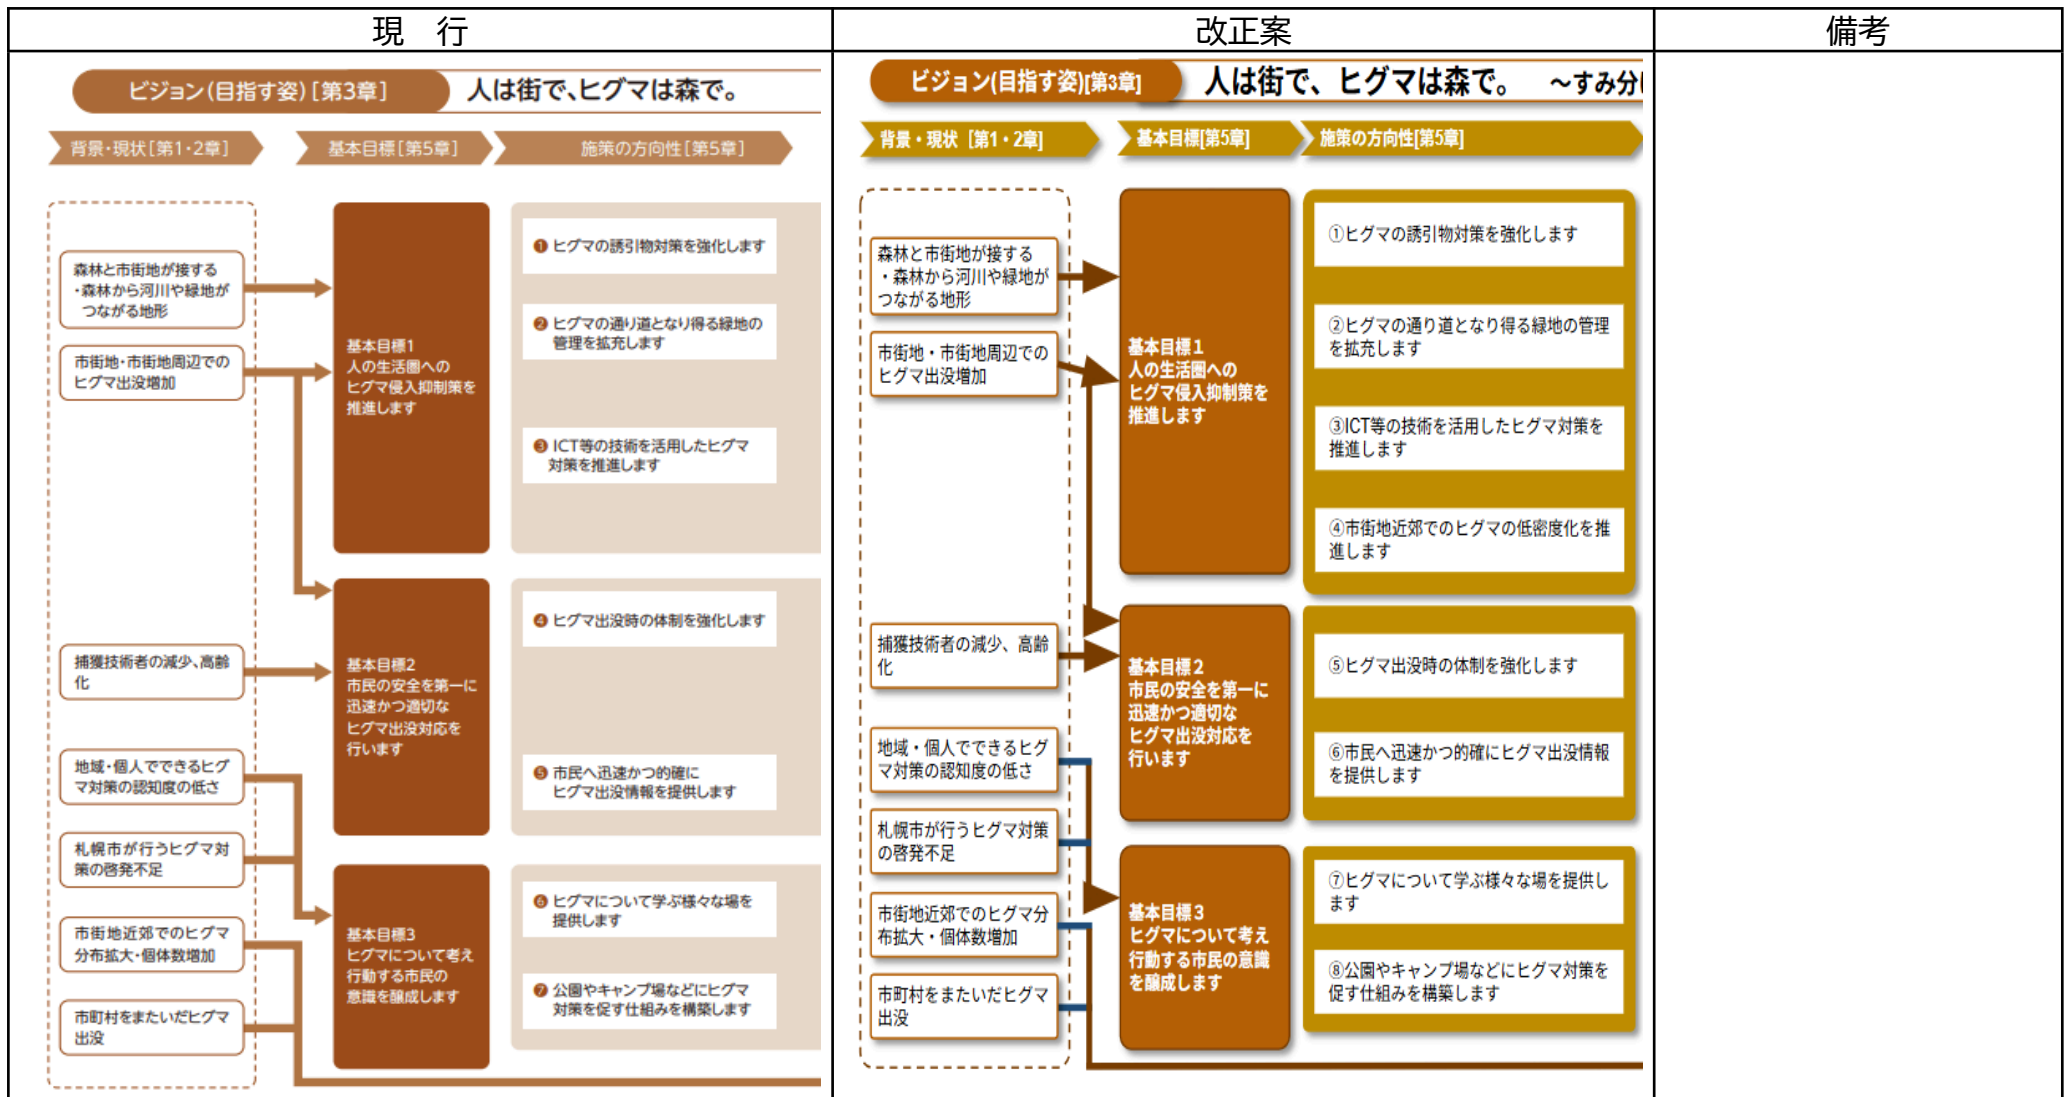 現　行
改正案
備考
ビジョン(目指す姿)[第3章]
人は街で、ヒグマは森で。
背景・現状[第1・2章]
基本目標[第5章]
施策の方向性[第5章]
森林と市街地が接する
・森林から河川や緑地が
つながる地形
市街地・市街地周辺での
ヒグマ出没増加
捕獲技術者の減少、高齢
化
地域・個人でできるヒグ
マ対策の認知度の低さ
札幌市が行うヒグマ対
策の啓発不足
市街地近郊でのヒグマ
分布拡大・個体数増加
市町村をまたいだヒグマ
出没
基本目標1
人の生活圏への
ヒグマ侵入抑制策を
推進します
❶ ヒグマの誘引物対策を強化します
❷ ヒグマの通り道となり得る緑地の
管理を拡充します
❸ ICT等の技術を活用したヒグマ
対策を推進します
基本目標2
市民の安全を第一に
迅速かつ適切な
ヒグマ出没対応を
行います
❹ ヒグマ出没時の体制を強化します
❺ 市民へ迅速かつ的確に
ヒグマ出没情報を提供します
基本目標3
ヒグマについて考え
行動する市民の
意識を醸成します
❻ ヒグマについて学ぶ様々な場を
提供します
❼ 公園やキャンプ場などにヒグマ
対策を促す仕組みを構築します
ビジョン(目指す姿)[第3章]
人は街で、ヒグマは森で。　～すみ分
背景・現状［第1・2章]
基本目標[第5章]
施策の方向性[第5章]
森林と市街地が接する
・森林から河川や緑地が
つながる地形
市街地・市街地周辺での
ヒグマ出没増加
捕獲技術者の減少、高齢
化
地域・個人でできるヒグ
マ対策の認知度の低さ
札幌市が行うヒグマ対策
の啓発不足
市街地近郊でのヒグマ分
布拡大・個体数増加
市町村をまたいだヒグマ
出没
基本目標１
人の生活圏への
ヒグマ侵入抑制策を
推進します
①ヒグマの誘引物対策を強化します
②ヒグマの通り道となり得る緑地の管理
を拡充します
③ICT等の技術を活用したヒグマ対策を
推進します
④市街地近郊でのヒグマの低密度化を推
進します
基本目標２
市民の安全を第一に
迅速かつ適切な
ヒグマ出没対応を
行います
⑤ヒグマ出没時の体制を強化します
⑥市民へ迅速かつ的確にヒグマ出没情報
を提供します
基本目標３
ヒグマについて考え
行動する市民の意識
を醸成します
⑦ヒグマについて学ぶ様々な場を提供し
ます
⑧公園やキャンプ場などにヒグマ対策を
促す仕組みを構築します